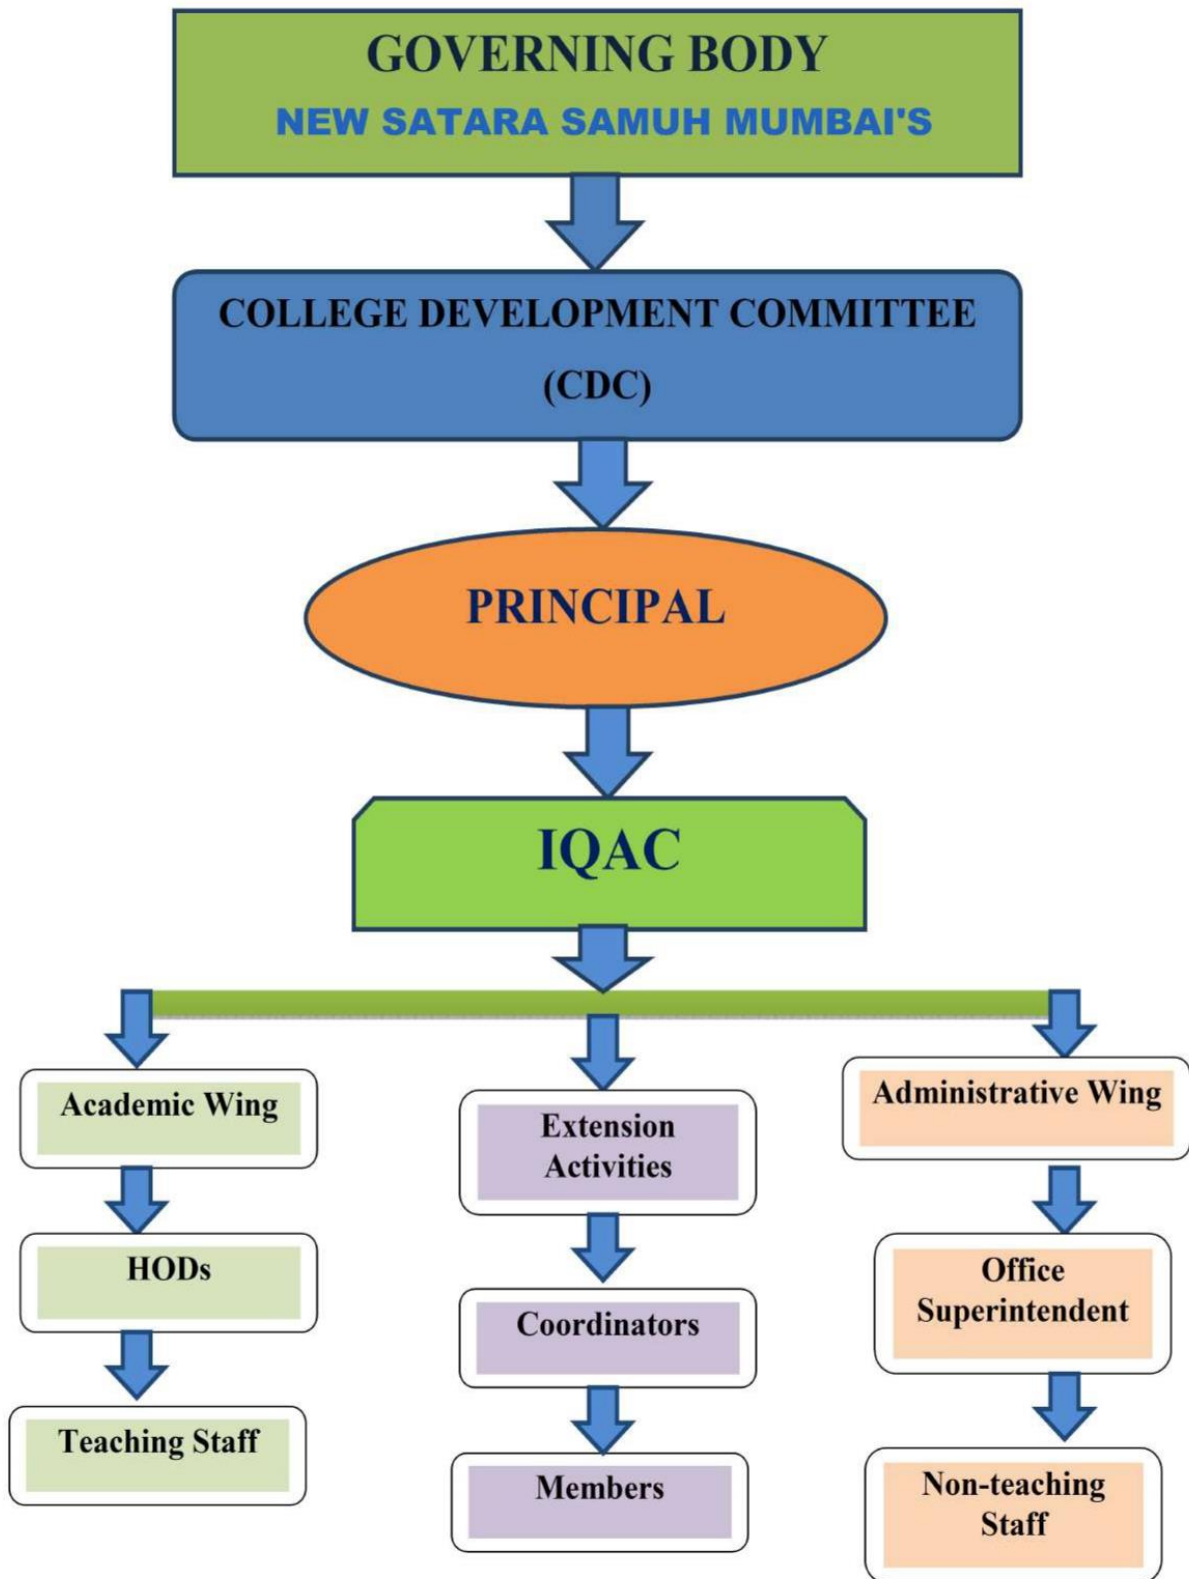 GOVERNING BODY
NEW SATARA SAMUH MUMBAI'S
COLLEGE DEVELOPMENT COMMITTEE
(CDC)
PRINCIPAL
IQAC
Academic Wing
HODs
Teaching Staff
Extension
Activities
Coordinators
Members
Administrative Wing
Office
Superintendent
Non-teaching
Staff